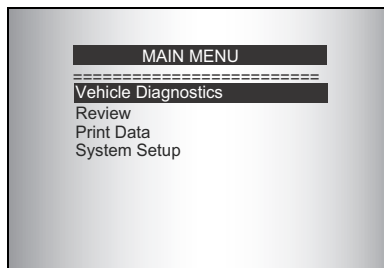 MAIN MENU
=========================
Vehicle Diagnostics
Review
Print Data
System Setup